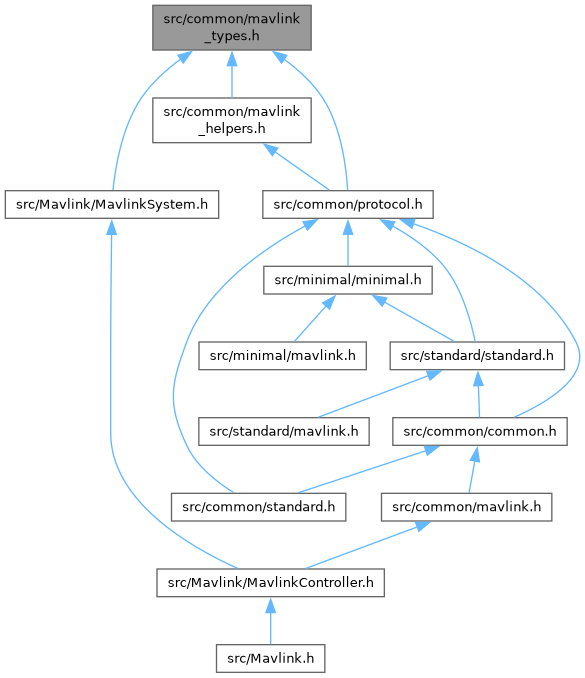 src/common/mavlink
_types.h
src/common/mavlink
_helpers.h
src/Mavlink/MavlinkSystem.h
src/common/protocol.h
src/minimal/minimal.h
src/minimal/mavlink.h
src/standard/standard.h
src/standard/mavlink.h
src/common/common.h
src/common/standard.h
src/common/mavlink.h
src/Mavlink/MavlinkController.h
src/Mavlink.h